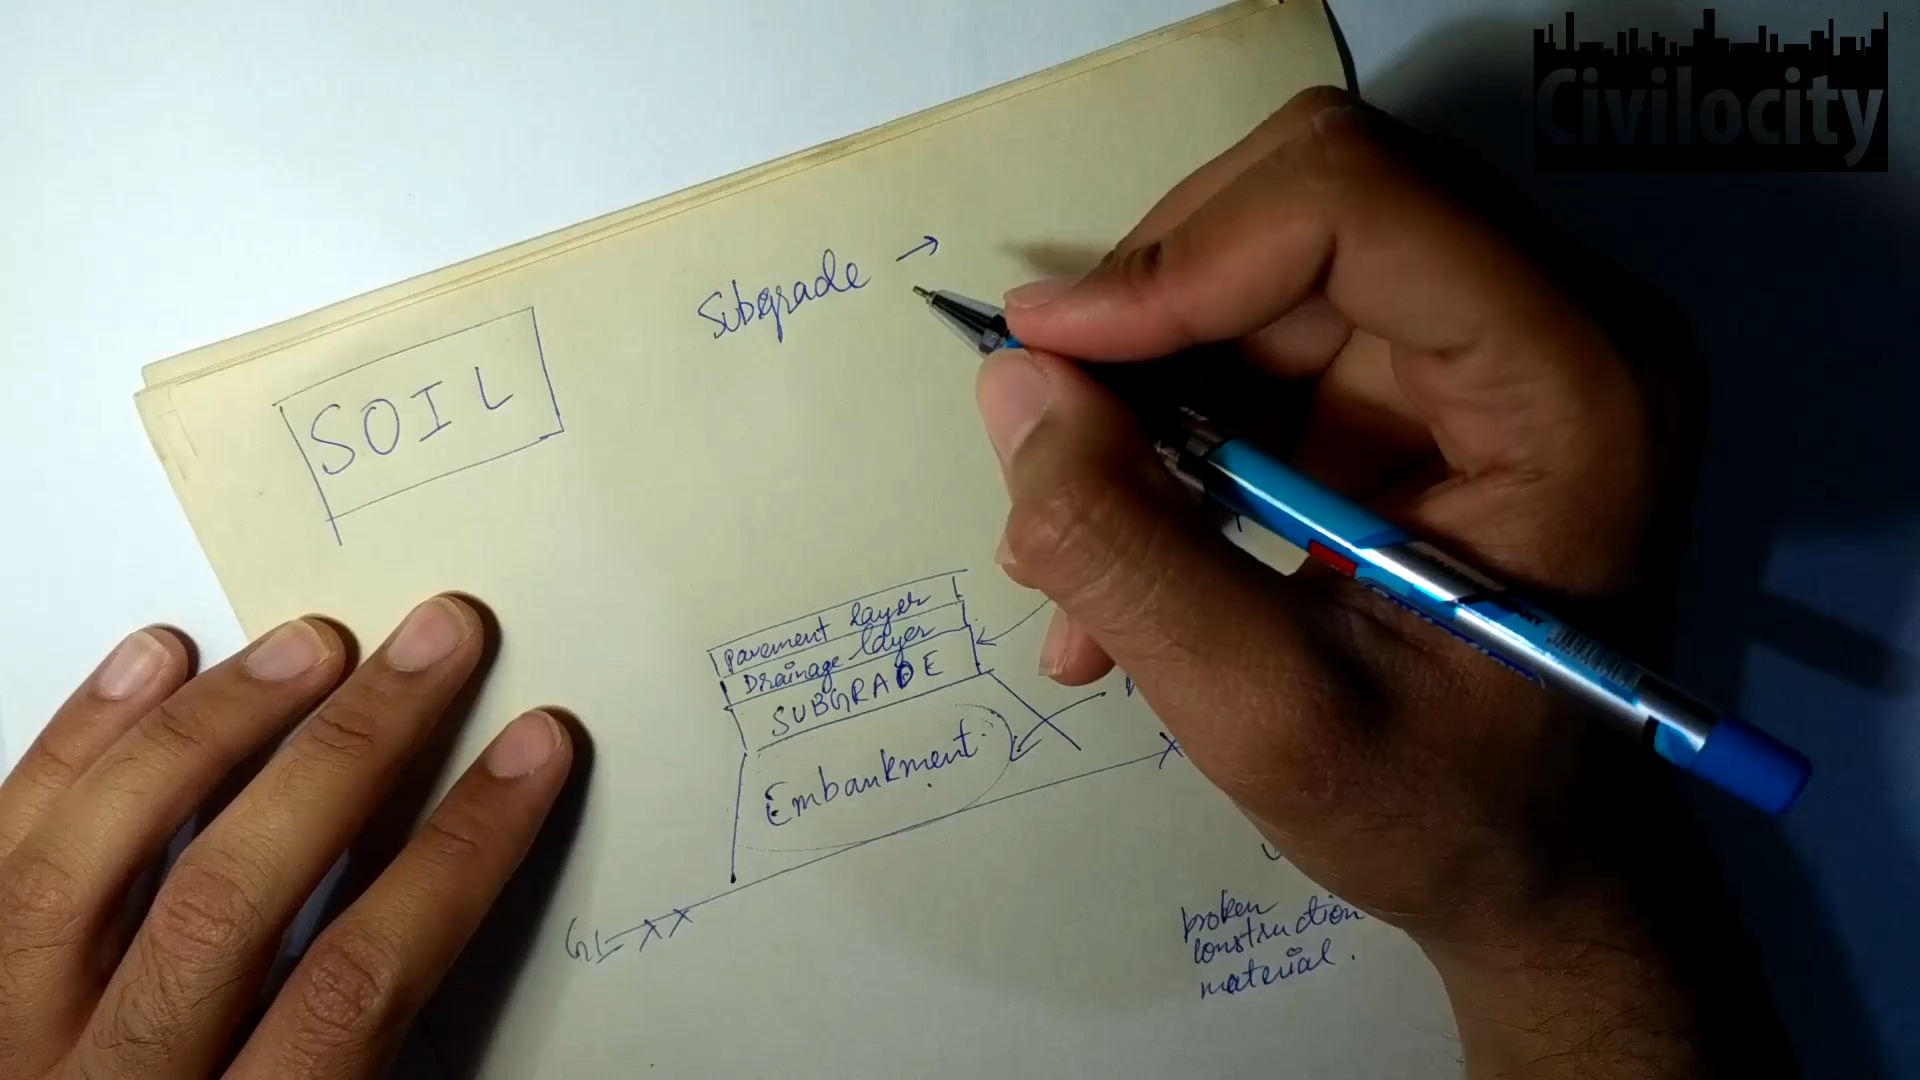 Civilocity
Subgrade →
SOIL
Pavement layer
Drainage layer
SUBGRADE
Embankment
GL
broken
construction
material.